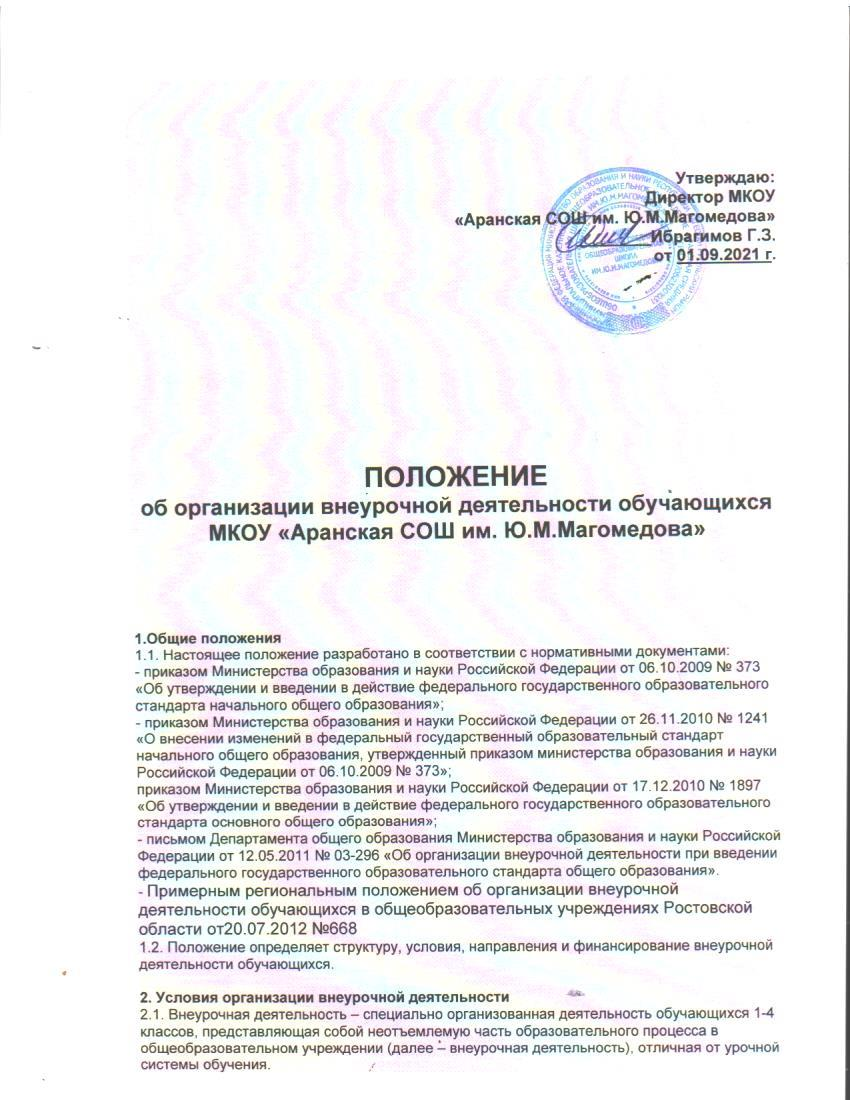 Утверждаю:
Директор МКОУ
«Аранская СОШ им. Ю.М.Магомедова»
Ибрагимов Г.З.
от 01.09.2021 г.
ПОЛОЖЕНИЕ
об организации внеурочной деятельности обучающихся
МКОУ «Аранская СОШ им. Ю.М.Магомедова»
1.Общие положения
1.1. Настоящее положение разработано в соответствии с нормативными документами:
- приказом Министерства образования и науки Российской Федерации от 06.10.2009 № 373
«Об утверждении и введении в действие федерального государственного образовательного
стандарта начального общего образования»;
- приказом Министерства образования и науки Российской Федерации от 26.11.2010 № 1241
«О внесении изменений в федеральный государственный образовательный стандарт
начального общего образования, утвержденный приказом министерства образования и науки
Российской Федерации от 06.10.2009 № 373»;
приказом Министерства образования и науки Российской Федерации от 17.12.2010 № 1897
«Об утверждении и введении в действие федерального государственного образовательного
стандарта основного общего образования»;
- письмом Департамента общего образования Министерства образования и науки Российской
Федерации от 12.05.2011 № 03-296 «Об организации внеурочной деятельности при введении
федерального государственного образовательного стандарта общего образования».
- Примерным региональным положением об организации внеурочной
деятельности обучающихся в общеобразовательных учреждениях Ростовской
области от20.07.2012 №668
1.2. Положение определяет структуру, условия, направления и финансирование внеурочной
деятельности обучающихся.
2. Условия организации внеурочной деятельности
2.1. Внеурочная деятельность – специально организованная деятельность обучающихся 1-4
классов, представляющая собой неотъемлемую часть образовательного процесса в
общеобразовательном учреждении (далее – внеурочная деятельность), отличная от урочной
системы обучения.